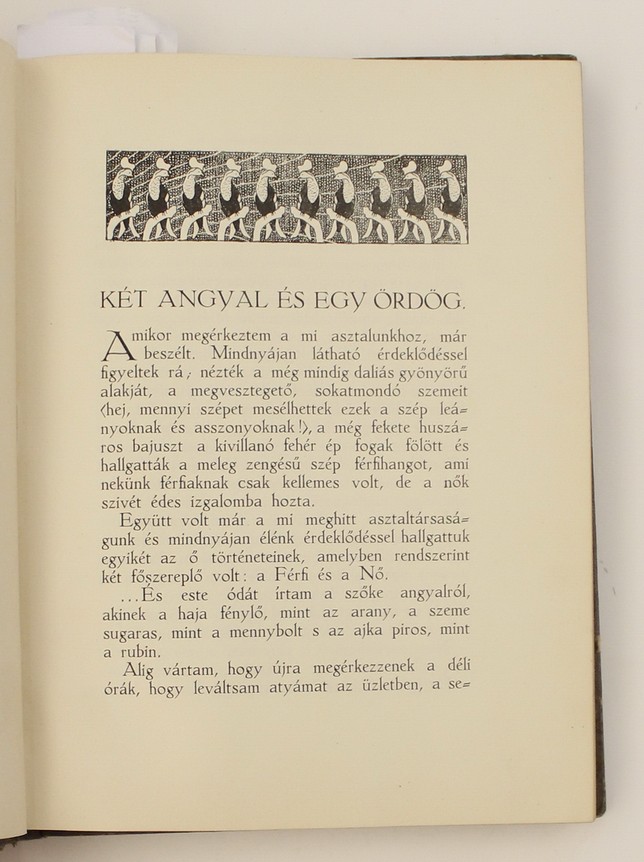 KÉT ANGYAL ÉS EGY ÖRDÖG.
Amikor megérkeztem a mi asztalunkhoz, már
beszélt. Mindnyájan látható érdeklődéssel
figyeltek rá; nézték a még mindig daliás gyönyörű
alakját, a megvesztegető, sokatmondó szemeit
(hej, mennyi szépet mesélhettek ezek a szép leá=
nyoknak és asszonyoknak!), a még fekete huszá=
ros bajuszt a kivillanó fehér ép fogak fölött és
hallgatták a meleg zengésű szép férfihangot, ami
nekünk férfiaknak csak kellemes volt, de a nők
szivét édes izgalomba hozta.
Együtt volt már a mi meghitt asztaltársasá=
gunk és mindnyájan élénk érdeklődéssel hallgattuk
egyikét az ő történeteinek, amelyben rendszerint
két főszereplő volt: a Férfi és a Nő.
...És este ódát írtam a szőke angyalról,
akinek a haja fénylő, mint az arany, a szeme
sugaras, mint a mennybolt s az ajka piros, mint
a rubin.
Alig vártam, hogy újra megérkezzenek a déli
órák, hogy leváltsam atyámat az üzletben, a se=